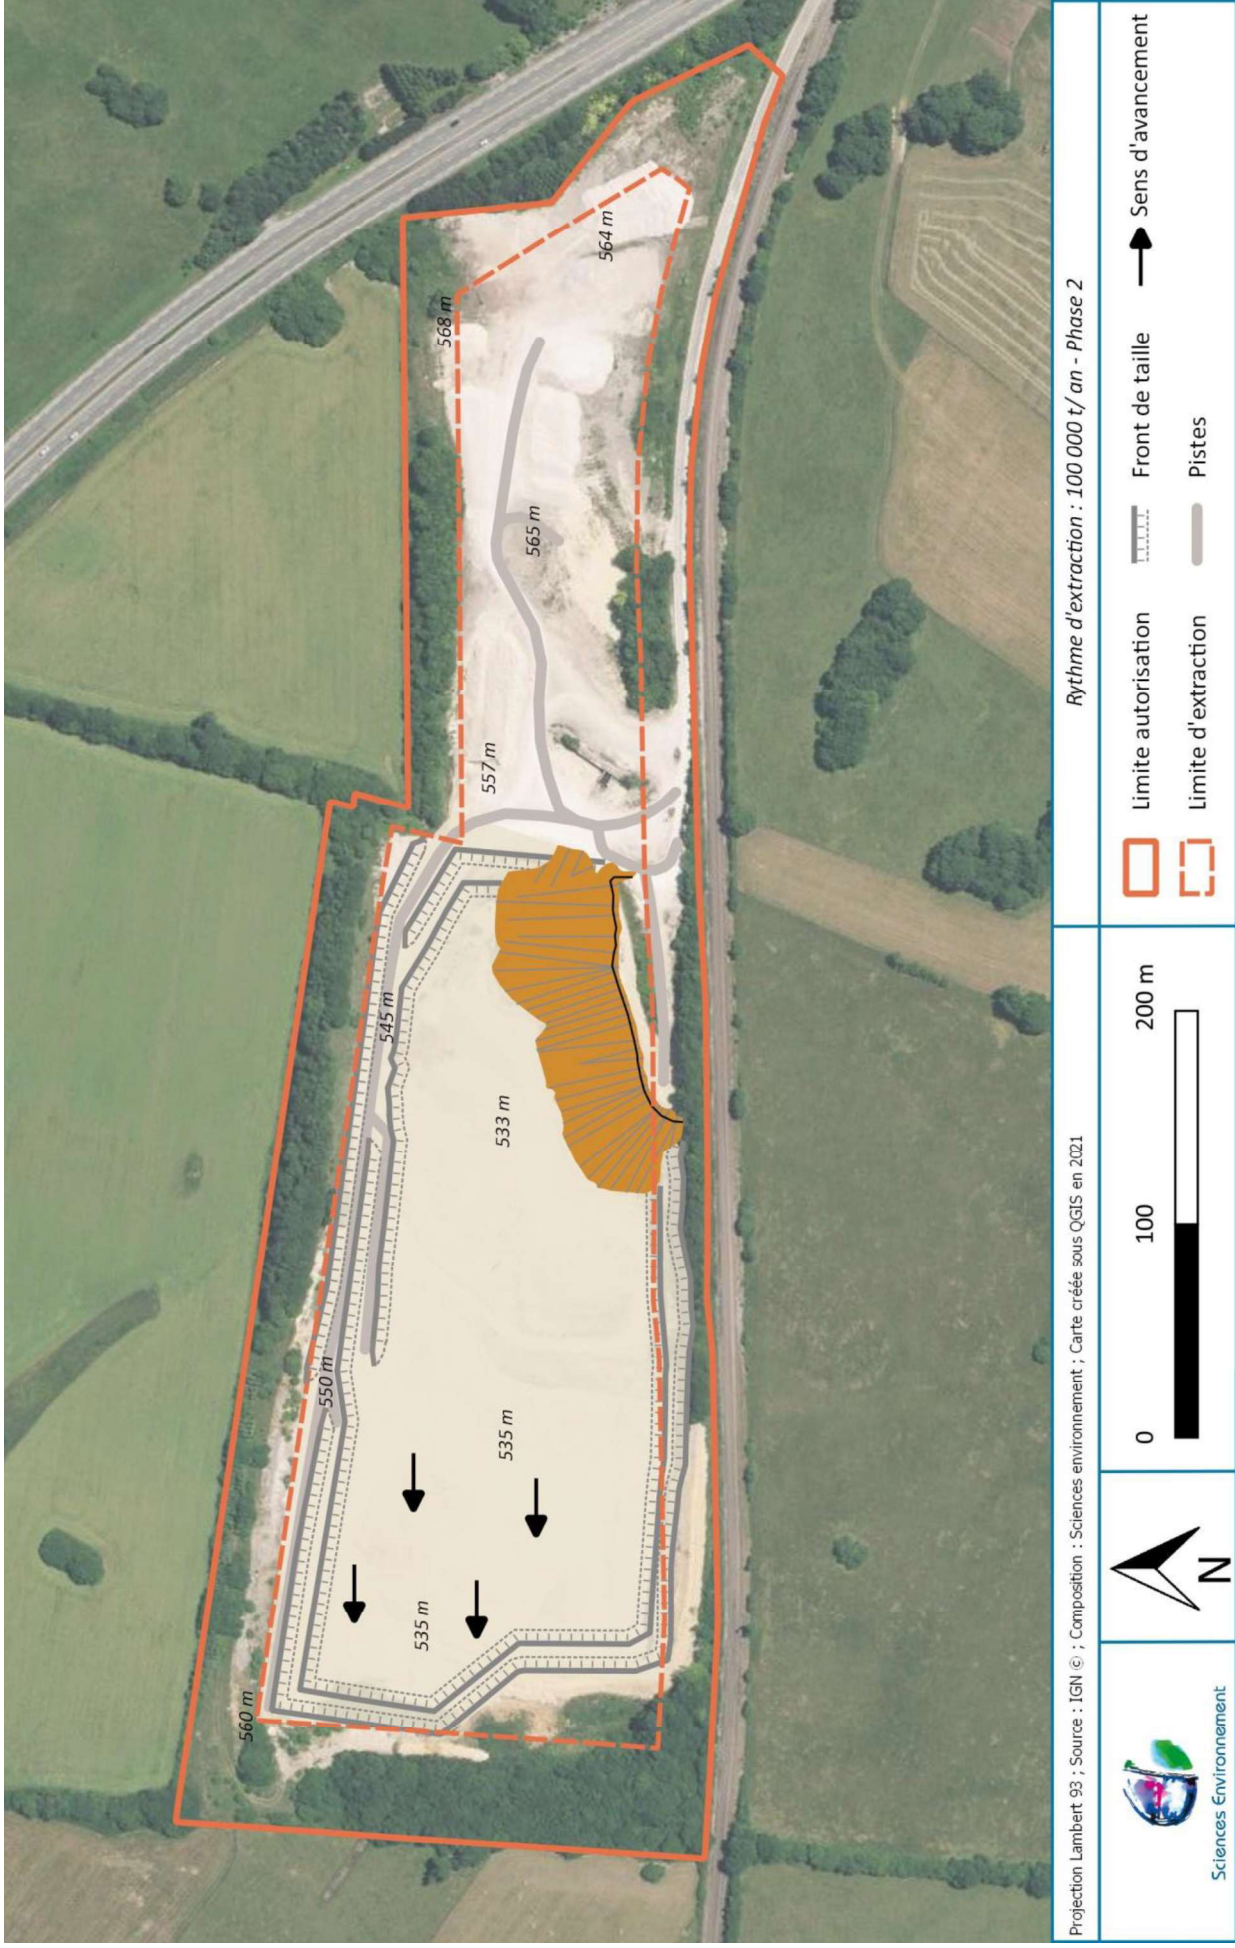 560 m
550 m
545 m
568 m
535 m
535 m
533 m
557 m
565 m
564 m
Projection Lambert 93 ; Source : IGN © ; Composition : Sciences environnement ; Carte créée sous QGIS en 2021
Rythme d'extraction : 100 000 t/ an - Phase 2
Sciences Environnement
N
0 100 200 m
Limite autorisation
Front de taille
Sens d'avancement
Limite d'extraction
Pistes